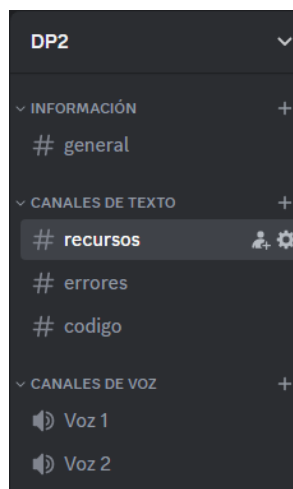 DP2
INFORMACIÓN
# general
CANALES DE TEXTO
# recursos
# errores
# codigo
CANALES DE VOZ
Voz 1
Voz 2